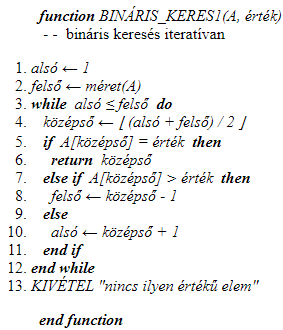 function BINÁRIS_KERES1(A, érték)
- - bináris keresés iteratívan
1. alsó ← 1
2. felső ← méret(A)
3. while alsó ≤ felső do
4. középső ← ⌊ (alsó + felső) / 2 ⌋
5. if A[középső] = érték then
6. return középső
7. else if A[középső] > érték then
8. felső ← középső - 1
9. else
10. alsó ← középső + 1
11. end if
12. end while
13. KIVÉTEL "nincs ilyen értékű elem"
end function